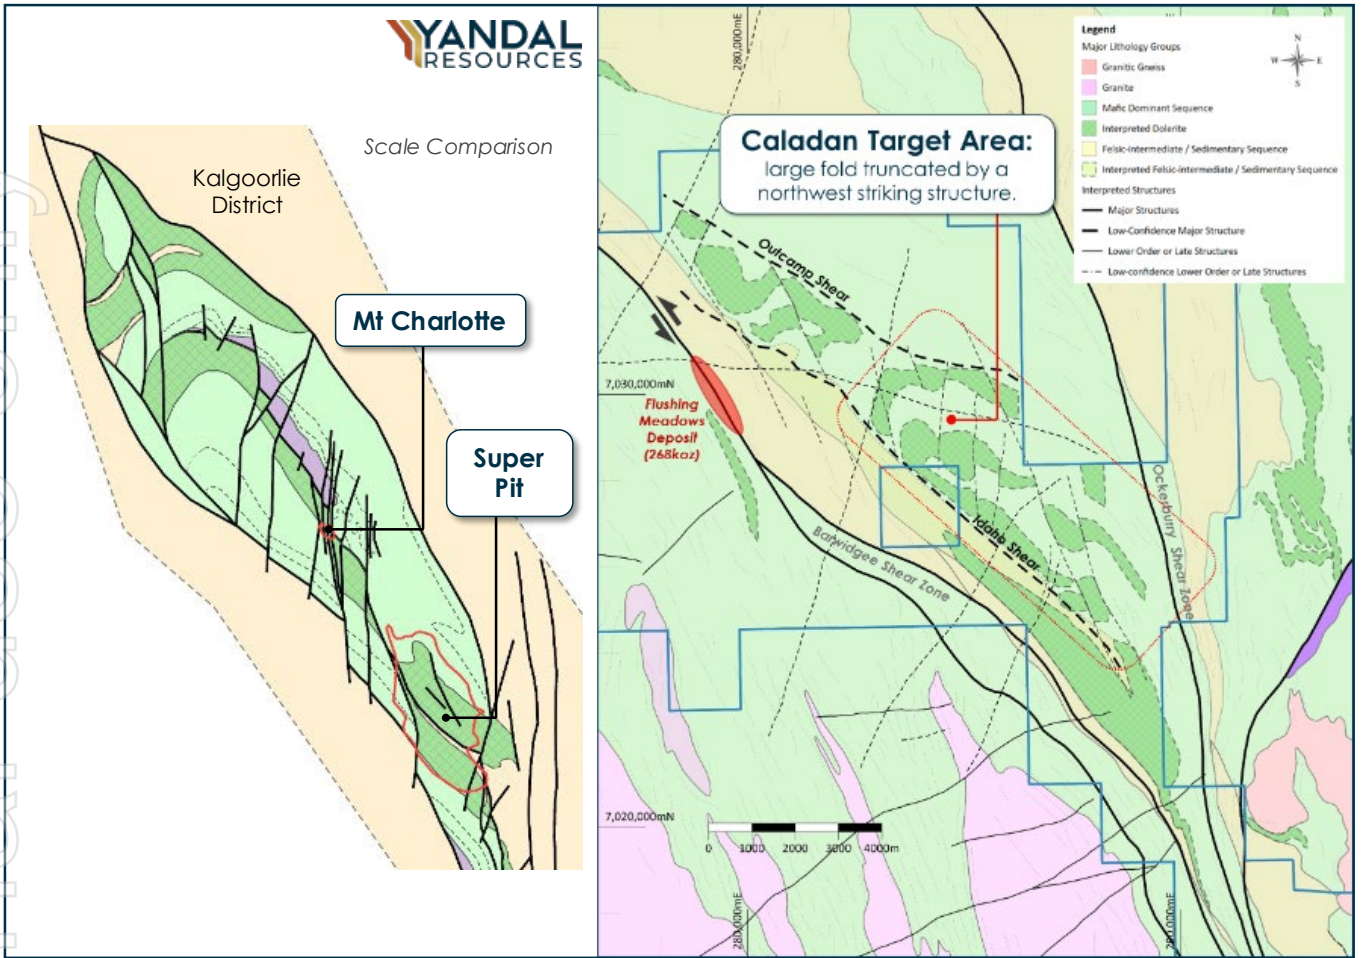 YANDAL
RESOURCES
Scale Comparison
Kalgoorlie
District
Mt Charlotte
Super
Pit
280,000mE
Caladan Target Area:
large fold truncated by a
northwest striking structure.
Legend
Major Lithology Groups
Granitic Gneiss
Granite
Mafic Dominant Sequence
Interpreted Dolerite
Felsic-intermediate / Sedimentary Sequence
Interpreted Felsic-intermediate / Sedimentary Sequence
Interpreted Structures
Major Structures
Low-Confidence Major Structure
Lower Order or Late Structures
Low-confidence Lower Order or Late Structures
N
W
E
S
Outcamp Shear
7,030,000mN
Flushing
Meadows
Deposit
(268koz)
Idaho Shear
Barwidgee Shear Zone
Ockerburry Shear Zone
7,020,000mN
0 1000 2000 3000 4000m
280,000mE